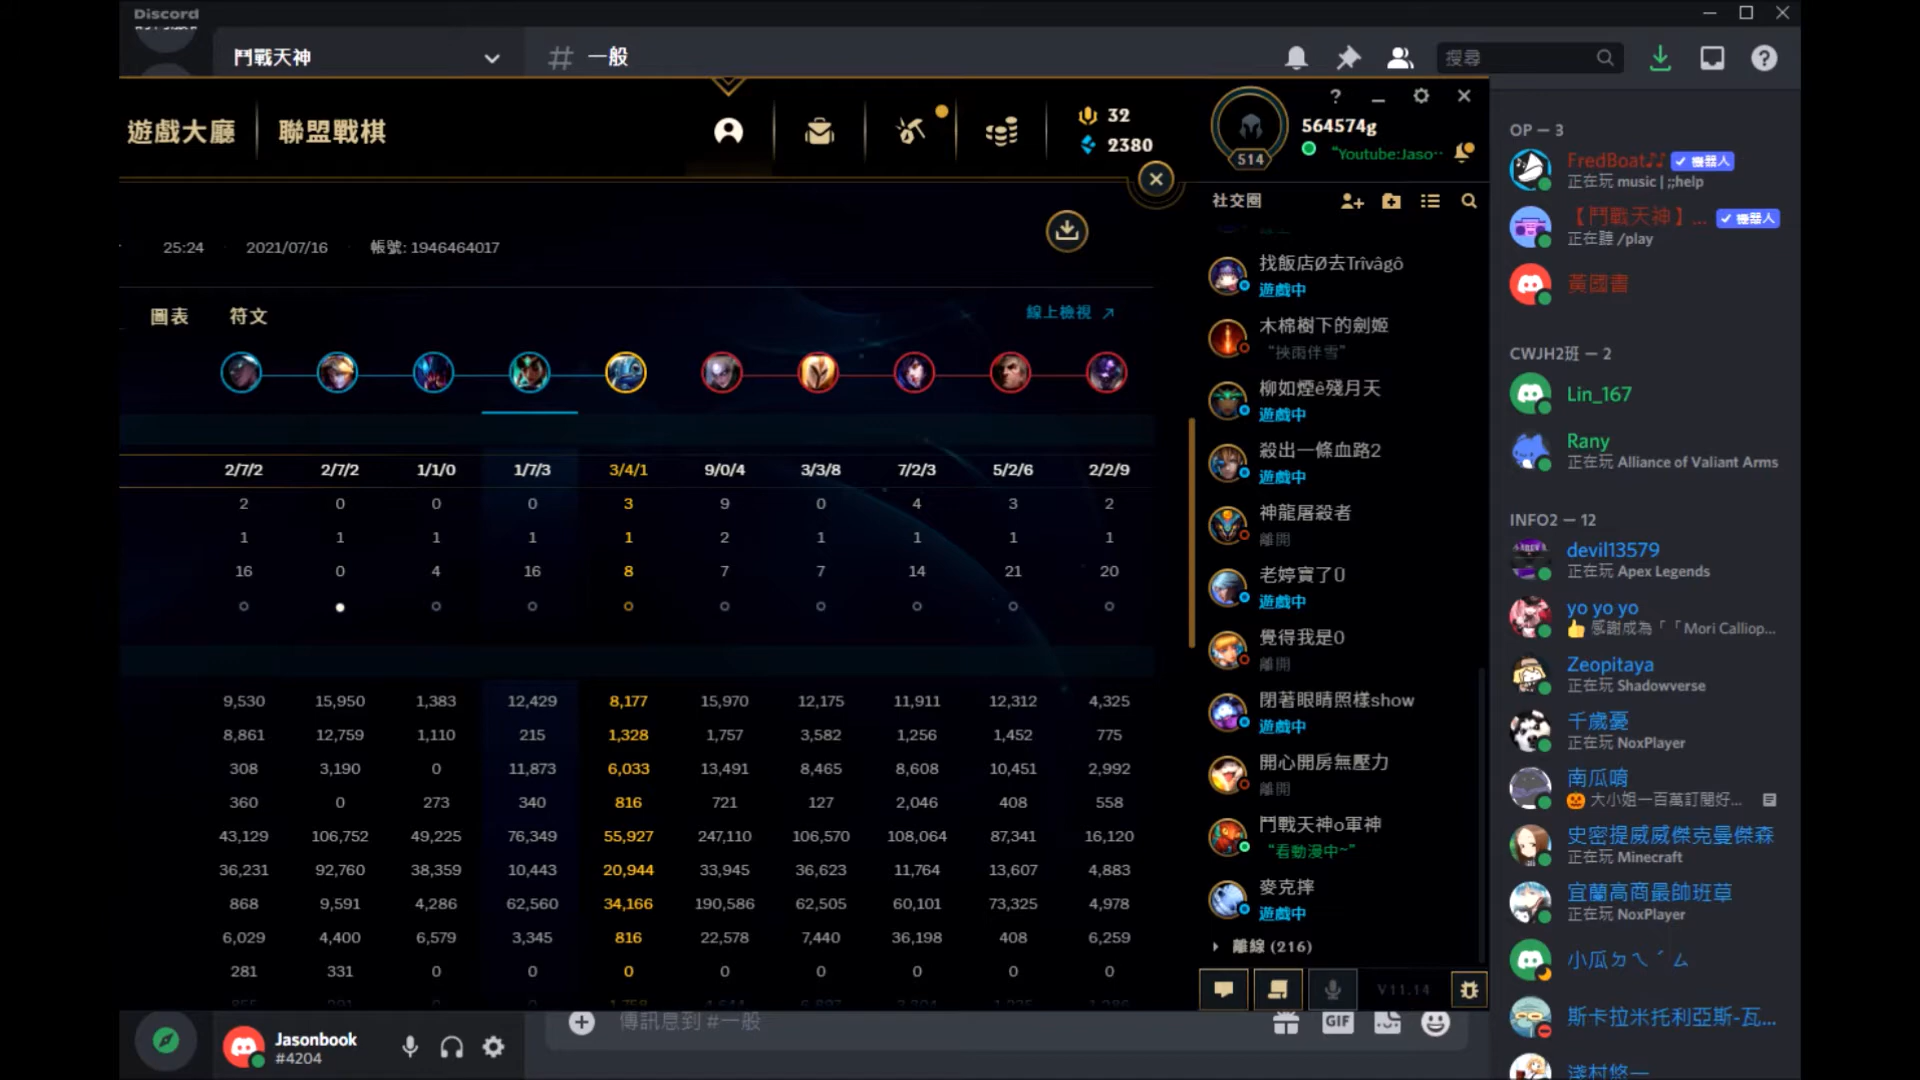 Discord
鬥戰天神
一般
搜尋
遊戲大廳
聯盟戰棋
32
2380
514
564574g
"Youtube:Jaso··
社交圈
25:24
2021/07/16
帳號: 1946464017
圖表
符文
線上檢視
2/7/2 2/7/2 1/1/0 1/7/3 3/4/1 9/0/4 3/3/8 7/2/3 5/2/6 2/2/9
2 0 0 0 3 9 0 4 3 2
1 1 1 1 1 2 1 1 1 1
16 0 4 16 8 7 7 14 21 20
9,530 15,950 1,383 12,429 8,177 15,970 12,175 11,911 12,312 4,325
8,861 12,759 1,110 215 1,328 1,757 3,582 1,256 1,452 775
308 3,190 0 11,873 6,033 13,491 8,465 8,608 10,451 2,992
360 0 273 340 816 721 127 2,046 408 558
43,129 106,752 49,225 76,349 55,927 247,110 106,570 108,064 87,341 16,120
36,231 92,760 38,359 10,443 20,944 33,945 36,623 11,764 13,607 4,883
868 9,591 4,286 62,560 34,166 190,586 62,505 60,101 73,325 4,978
6,029 4,400 6,579 3,345 816 22,578 7,440 36,198 408 6,259
281 331 0 0 0 0 0 0 0 0
找飯店Ø去Trîvâgô
遊戲中
木棉樹下的劍姬
"挾雨伴雪"
柳如煙ê殘月天
遊戲中
殺出一條血路2
遊戲中
神龍屠殺者
離開
老婷寶了0
遊戲中
覺得我是0
離開
閉著眼睛照樣show
遊戲中
開心開房無壓力
離開
鬥戰天神o軍神
"看動漫中~"
麥克摔
遊戲中
離線 (216)
V11.14
OP — 3
FredBoat♪♪ ✓ 機器人
正在玩 music | ;;help
【鬥戰天神】... ✓ 機器人
正在聽 /play
黃國書
CWJH2班 — 2
Lin_167
Rany
正在玩 Alliance of Valiant Arms
INFO2 — 12
devil13579
正在玩 Apex Legends
yo yo yo
👍 感謝成為「「Mori Calliop...
Zeopitaya
正在玩 Shadowverse
千歲憂
正在玩 NoxPlayer
南瓜嘀
🎃 大小姐一百萬訂閱好...
史密提威威傑克曼傑森
正在玩 Minecraft
宜蘭高商最帥班草
正在玩 NoxPlayer
小瓜ㄉㄟˊㄙ
斯卡拉米托利亞斯-瓦...
淺村悠一
Jasonbook
#4204
傳訊息到 #一般
GIF